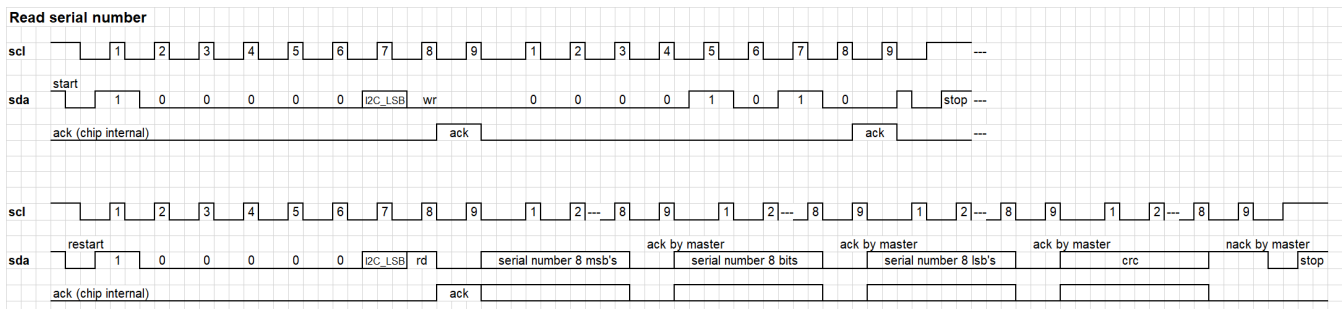 Read serial number
scl 1 2 3 4 5 6 7 8 9 1 2 3 4 5 6 7 8 9 ---
start
sda 1 0 0 0 0 0 I2C_LSB wr 0 0 0 0 1 0 1 0 stop ---
ack (chip internal) ack ack ---
scl 1 2 3 4 5 6 7 8 9 1 2 --- 8 9 1 2 --- 8 9 1 2 --- 8 9 1 2 --- 8 9
restart ack by master ack by master ack by master nack by master
sda 1 0 0 0 0 0 I2C_LSB rd serial number 8 msb's serial number 8 bits serial number 8 lsb's crc stop
ack (chip internal) ack